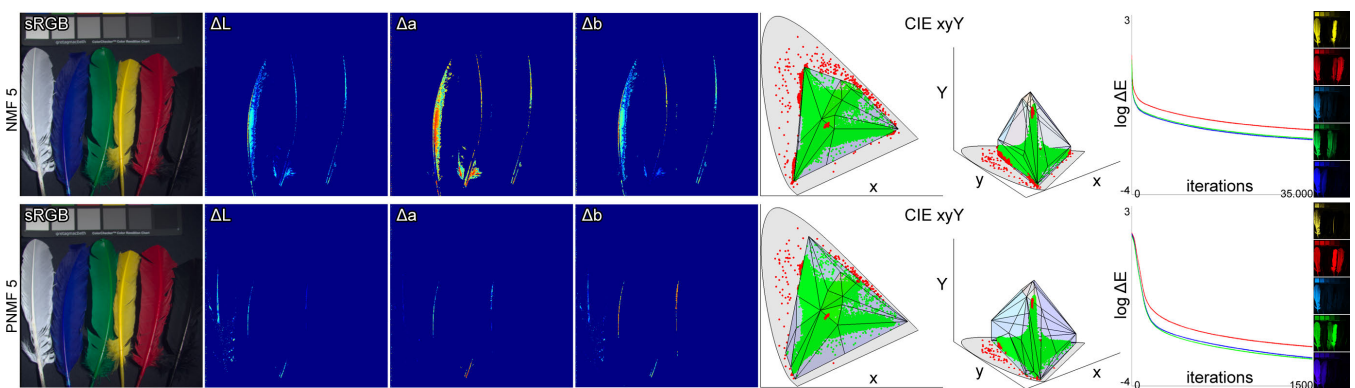 sRGB ΔL Δa Δb CIE xyY
NMF 5
x
Y
y
x
3
log ΔE
-4
0
iterations
35.000
sRGB ΔL Δa Δb CIE xyY
PNMF 5
x
Y
y
x
3
log ΔE
-4
0
iterations
1500